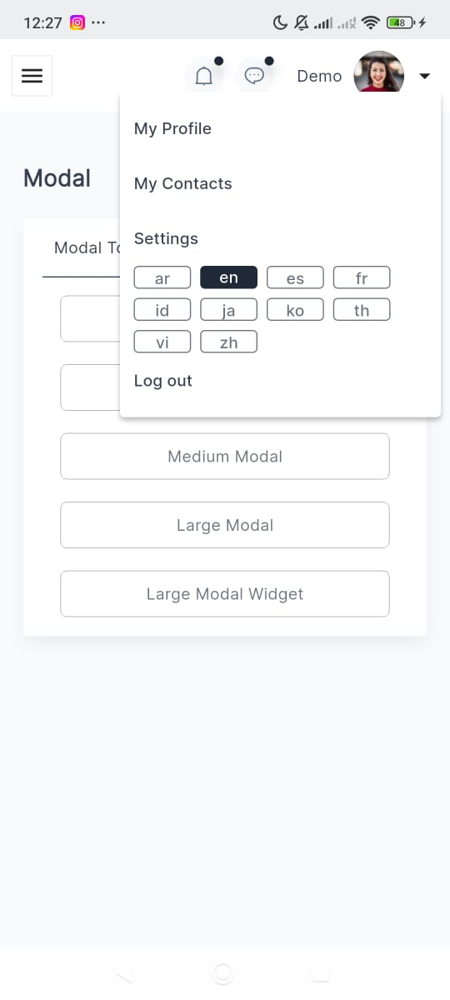 12:27
48
Demo
My Profile
Modal
My Contacts
Settings
Modal To
ar en es fr
id ja ko th
vi zh
Log out
Medium Modal
Large Modal
Large Modal Widget